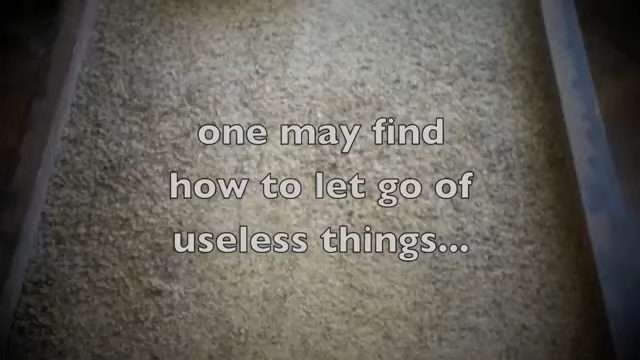 one may find
how to let go of
useless things...